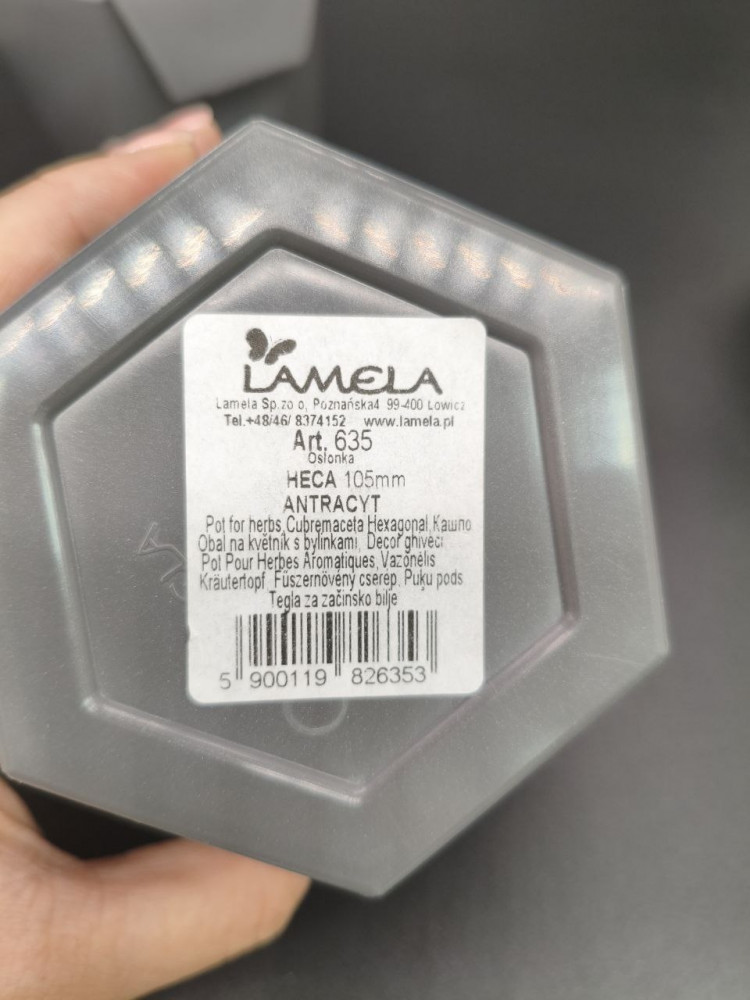 LAMELA
Lamela Sp.zo o, Poznańska4 99-400 Łowicz
Tel.+48/46/ 8374152 www.lamela.pl
Art. 635
Osłonka
HECA 105mm
ANTRACYT
Pot for herbs, Cubremaceta Hexagonal, Кашпо
Obal na květník s bylinkami, Decor ghiveci
Pot Pour Herbes Aromatiques, Vazonėlis
Kräutertopf, Fűszernövény cserep, Puķu pods
Tegla za začinsko bilje
5 900119 826353